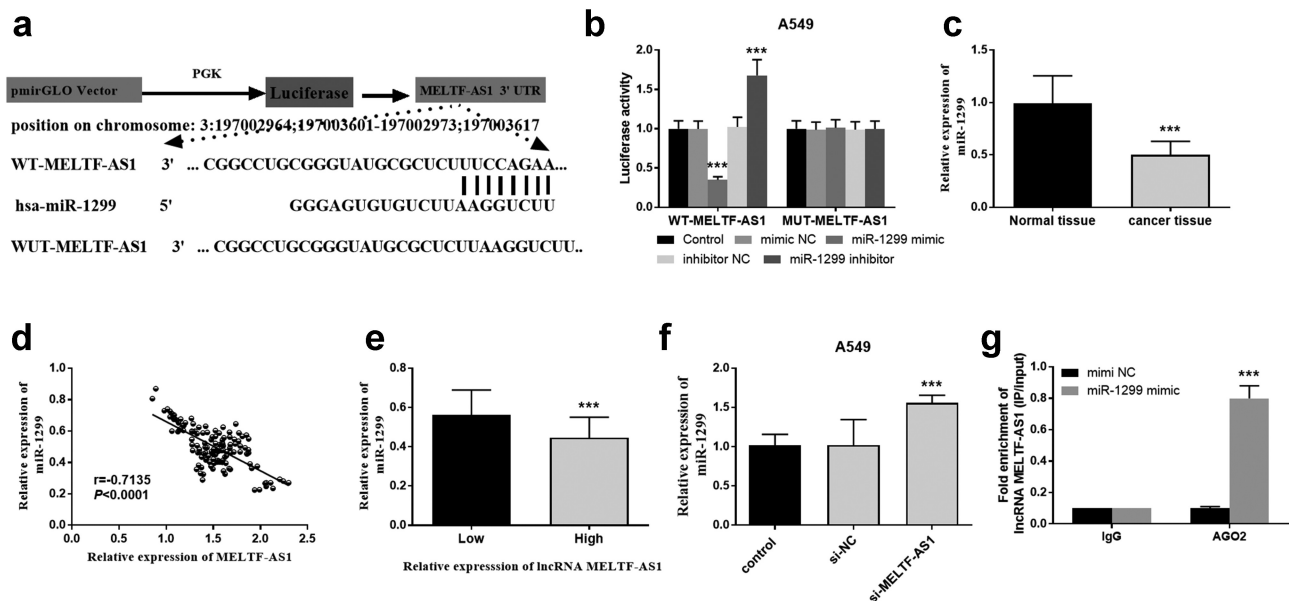 a
PGK
pmirGLO Vector
Luciferase
MELTF-AS1 3' UTR
position on chromosome: 3:197002964;197003601-197002973;197003617
WT-MELTF-AS1 3' ... CGGCCUGCGGGUAUGCGCUCUUUCCAGAA...
hsa-miR-1299 5' GGGAGUGUGUCUUAAGGUCUU
WUT-MELTF-AS1 3' ... CGGCCUGCGGGUAUGCGCUCUUAAGGUCUU..
b
A549
Luciferase activity
2.0
1.5
1.0
0.5
0.0
***
***
WT-MELTF-AS1 MUT-MELTF-AS1
Control mimic NC miR-1299 mimic
inhibitor NC miR-1299 inhibitor
c
Relative expression of
miR-1299
1.5
1.0
0.5
0.0
***
Normal tissue cancer tissue
d
Relative expression of
miR-1299
1.0
0.8
0.6
0.4
0.2
0.0
r=-0.7135
P<0.0001
0.0 0.5 1.0 1.5 2.0 2.5
Relative expression of MELTF-AS1
e
Relative expression of
miR-1299
0.8
0.6
0.4
0.2
0.0
***
Low High
Relative expresssion of lncRNA MELTF-AS1
f
A549
Relative expression of
miR-1299
2.0
1.5
1.0
0.5
0.0
***
control
si-NC
si-MELTF-AS1
g
Fold enrichment of
lncRNA MELTF-AS1 (IP/input)
1.0
0.8
0.6
0.4
0.2
0.0
mimi NC
miR-1299 mimic
***
IgG AGO2